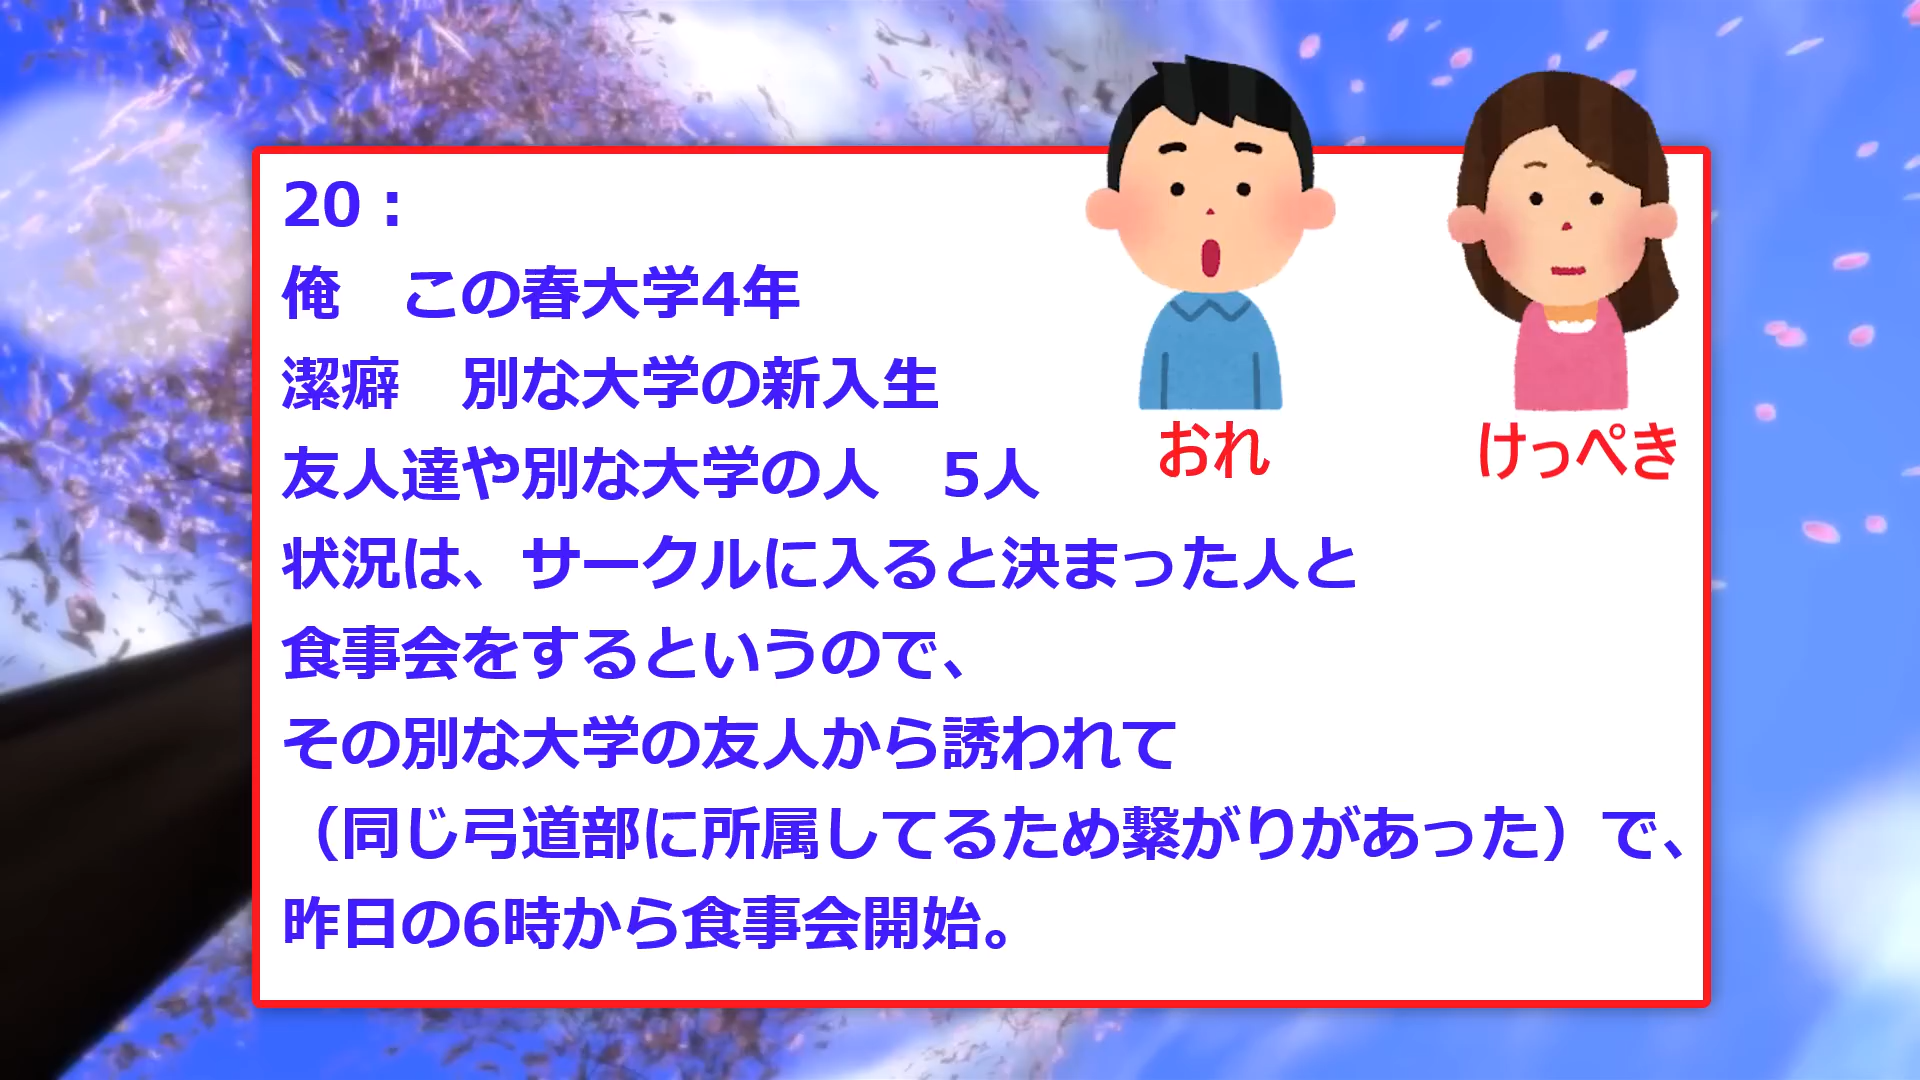 20：
俺　この春大学4年
潔癖　別な大学の新入生
友人達や別な大学の人　5人
状況は、サークルに入ると決まった人と
食事会をするというので、
その別な大学の友人から誘われて
（同じ弓道部に所属してるため繋がりがあった）で、
昨日の6時から食事会開始。
おれ
けっぺき